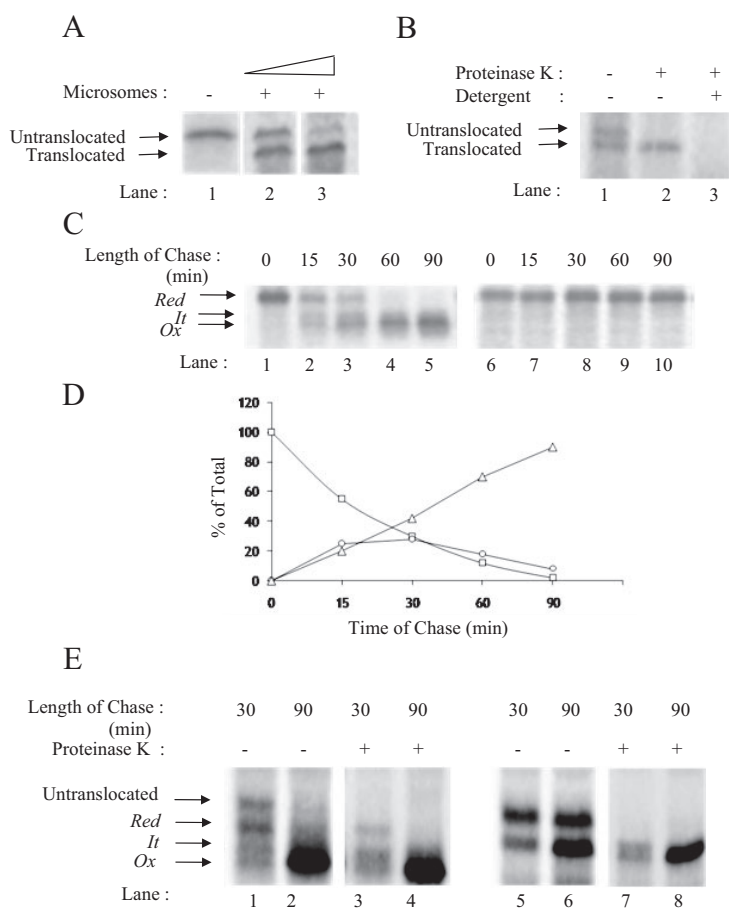 A
Microsomes :
- + +
Untranslocated
Translocated
Lane :
1 2 3
B
Proteinase K : - + +
Detergent : - - +
Untranslocated
Translocated
Lane : 1 2 3
C
Length of Chase :
(min)
0 15 30 60 90 0 15 30 60 90
Red
It
Ox
Lane : 1 2 3 4 5 6 7 8 9 10
D
120
100
80
60
40
20
0
% of Total
0 15 30 60 90
Time of Chase (min)
E
Length of Chase :
(min)
30 90 30 90 30 90 30 90
Proteinase K : - - + + - - + +
Untranslocated
Red
It
Ox
Lane : 1 2 3 4 5 6 7 8